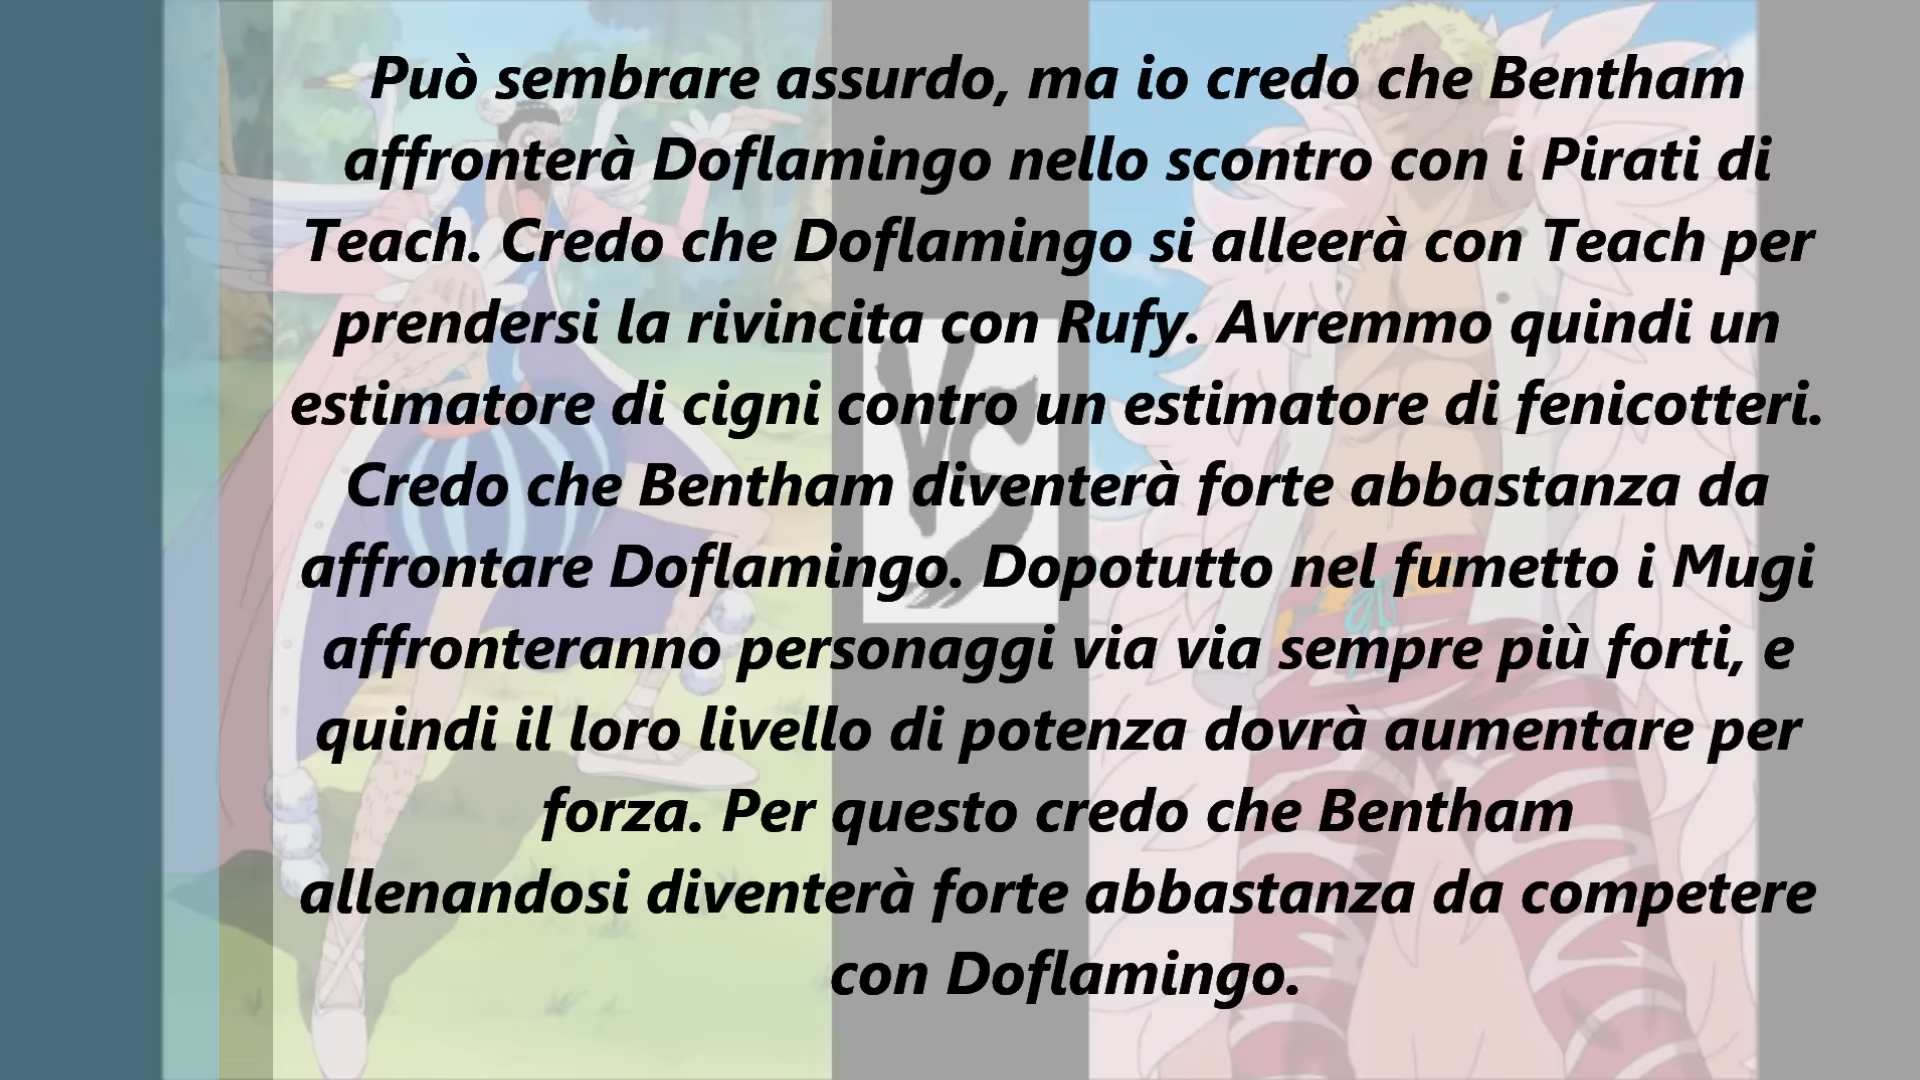 Può sembrare assurdo, ma io credo che Bentham
affronterà Doflamingo nello scontro con i Pirati di
Teach. Credo che Doflamingo si alleerà con Teach per
prendersi la rivincita con Rufy. Avremmo quindi un
estimatore di cigni contro un estimatore di fenicotteri.
Credo che Bentham diventerà forte abbastanza da
affrontare Doflamingo. Dopotutto nel fumetto i Mugi
affronteranno personaggi via via sempre più forti, e
quindi il loro livello di potenza dovrà aumentare per
forza. Per questo credo che Bentham
allenandosi diventerà forte abbastanza da competere
con Doflamingo.
VS